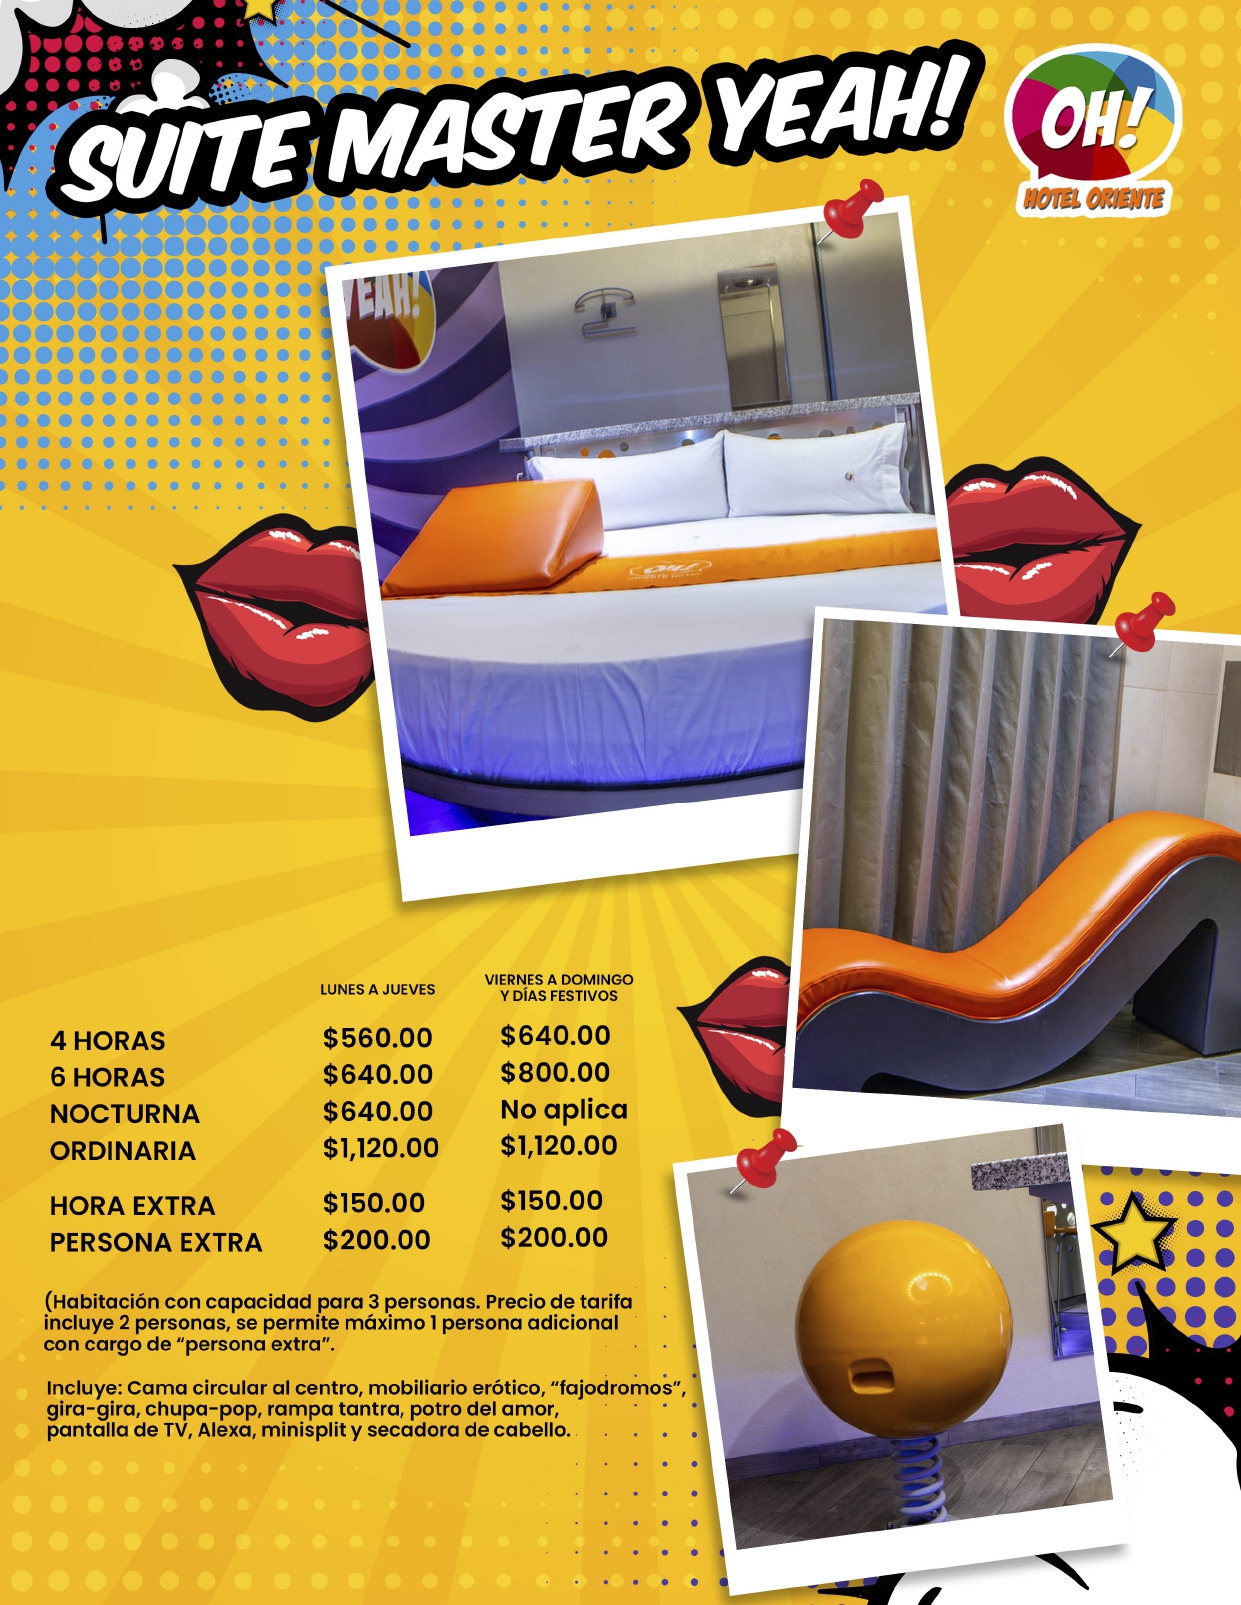 SUITE MASTER YEAH!
OH!
HOTEL ORIENTE
YEAH!
OH!
LUNES A JUEVES
VIERNES A DOMINGO
Y DÍAS FESTIVOS
4 HORAS $560.00 $640.00
6 HORAS $640.00 $800.00
NOCTURNA $640.00 No aplica
ORDINARIA $1,120.00 $1,120.00
HORA EXTRA $150.00 $150.00
PERSONA EXTRA $200.00 $200.00
(Habitación con capacidad para 3 personas. Precio de tarifa
incluye 2 personas, se permite máximo 1 persona adicional
con cargo de “persona extra”.
Incluye: Cama circular al centro, mobiliario erótico, “fajodromos”,
gira-gira, chupa-pop, rampa tantra, potro del amor,
pantalla de TV, Alexa, minisplit y secadora de cabello.